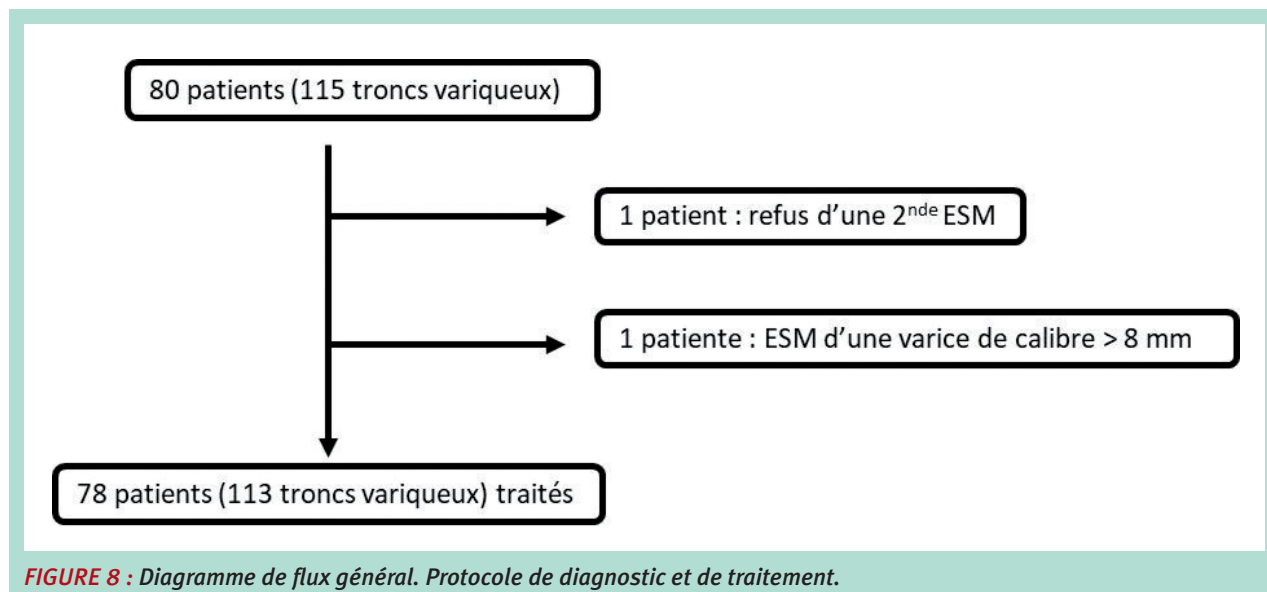 80 patients (115 troncs variqueux)
1 patient : refus d'une 2nde ESM
1 patiente : ESM d'une varice de calibre > 8 mm
78 patients (113 troncs variqueux) traités
FIGURE 8 : Diagramme de flux général. Protocole de diagnostic et de traitement.